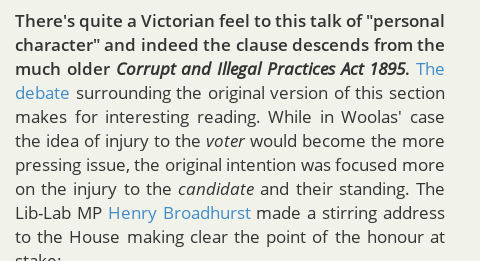 There's quite a Victorian feel to this talk of "personal
character" and indeed the clause descends from the
much older Corrupt and Illegal Practices Act 1895. The
debate surrounding the original version of this section
makes for interesting reading. While in Woolas' case
the idea of injury to the voter would become the more
pressing issue, the original intention was focused more
on the injury to the candidate and their standing. The
Lib-Lab MP Henry Broadhurst made a stirring address
to the House making clear the point of the honour at
stake: